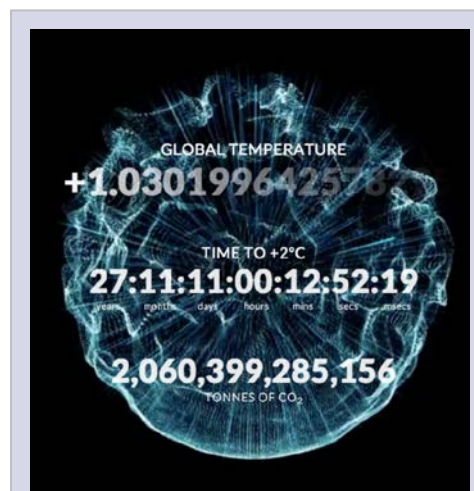 GLOBAL TEMPERATURE
+1.030199642578
TIME TO +2°C
27:11:11:00:12:52:19
years months days hours mins secs msecs
2,060,399,285,156
TONNES OF CO₂